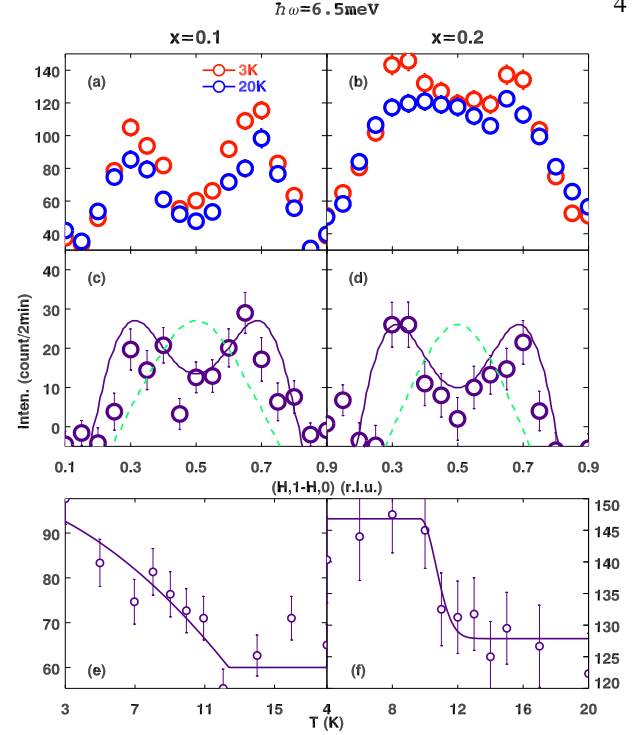 ħω=6.5meV
4
x=0.1
x=0.2
140
120
100
80
60
40
(a)
3K
20K
(b)
40
30
20
10
0
(c)
(d)
Inten. (count/2min)
0.1 0.3 0.5 0.7 0.9 0.3 0.5 0.7 0.9
(H,1-H,0) (r.l.u.)
90
80
70
60
(e)
(f)
150
145
140
135
130
125
120
3 7 11 15 4 8 12 16 20
T (K)